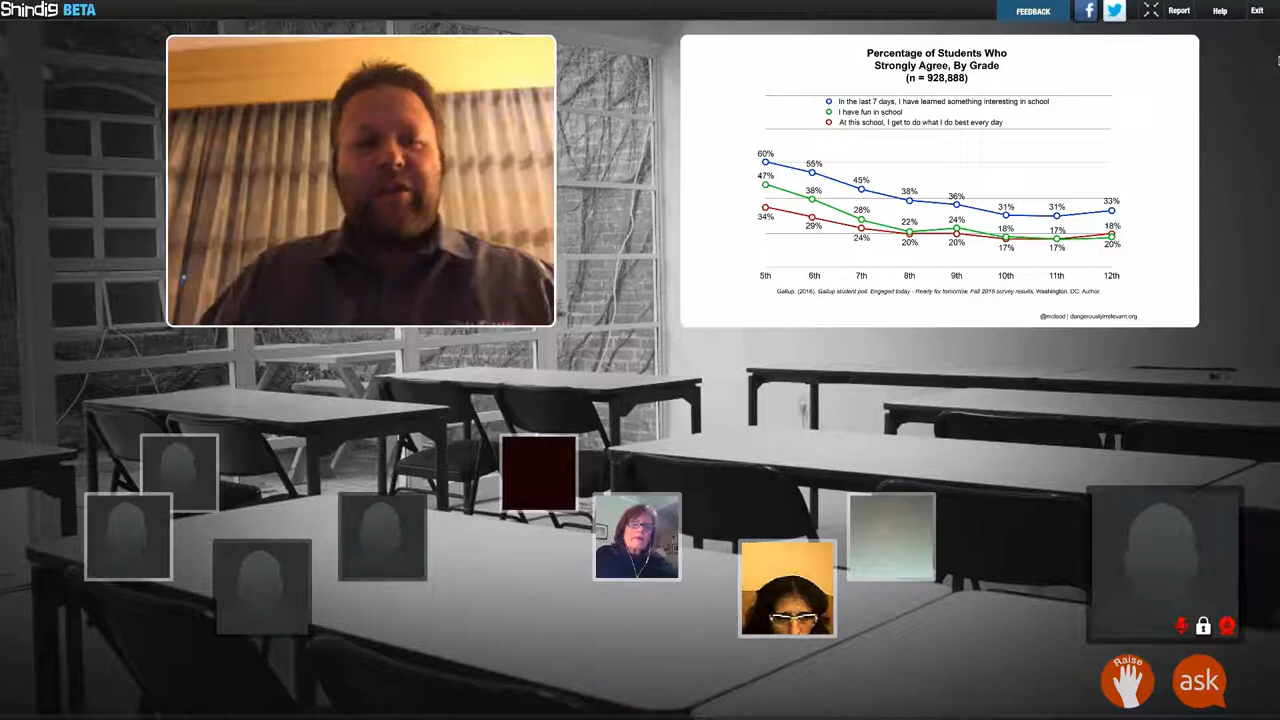 Shindig BETA
FEEDBACK
Report
Help
Exit
Percentage of Students Who
Strongly Agree, By Grade
(n = 928,888)
In the last 7 days, I have learned something interesting in school
I have fun in school
At this school, I get to do what I do best every day
60% 55% 45% 38% 36% 31% 31% 33%
47% 38% 28% 22% 24% 18% 17% 18%
34% 29% 24% 20% 20% 17% 17% 20%
5th 6th 7th 8th 9th 10th 11th 12th
Gallup. (2016). Gallup student poll. Engaged today - Ready for tomorrow. Fall 2015 survey results. Washington. DC: Author.
@mcleod | dangerouslyirrelevant.org
Raise
ask